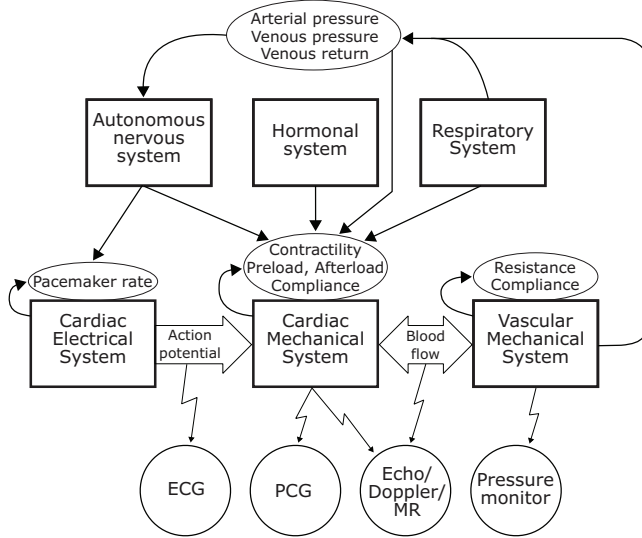 Arterial pressure
Venous pressure
Venous return
Autonomous
nervous
system
Hormonal
system
Respiratory
System
Contractility
Preload, Afterload
Compliance
Pacemaker rate
Resistance
Compliance
Cardiac
Electrical
System
Action
potential
Cardiac
Mechanical
System
Blood
flow
Vascular
Mechanical
System
ECG
PCG
Echo/
Doppler/
MR
Pressure
monitor